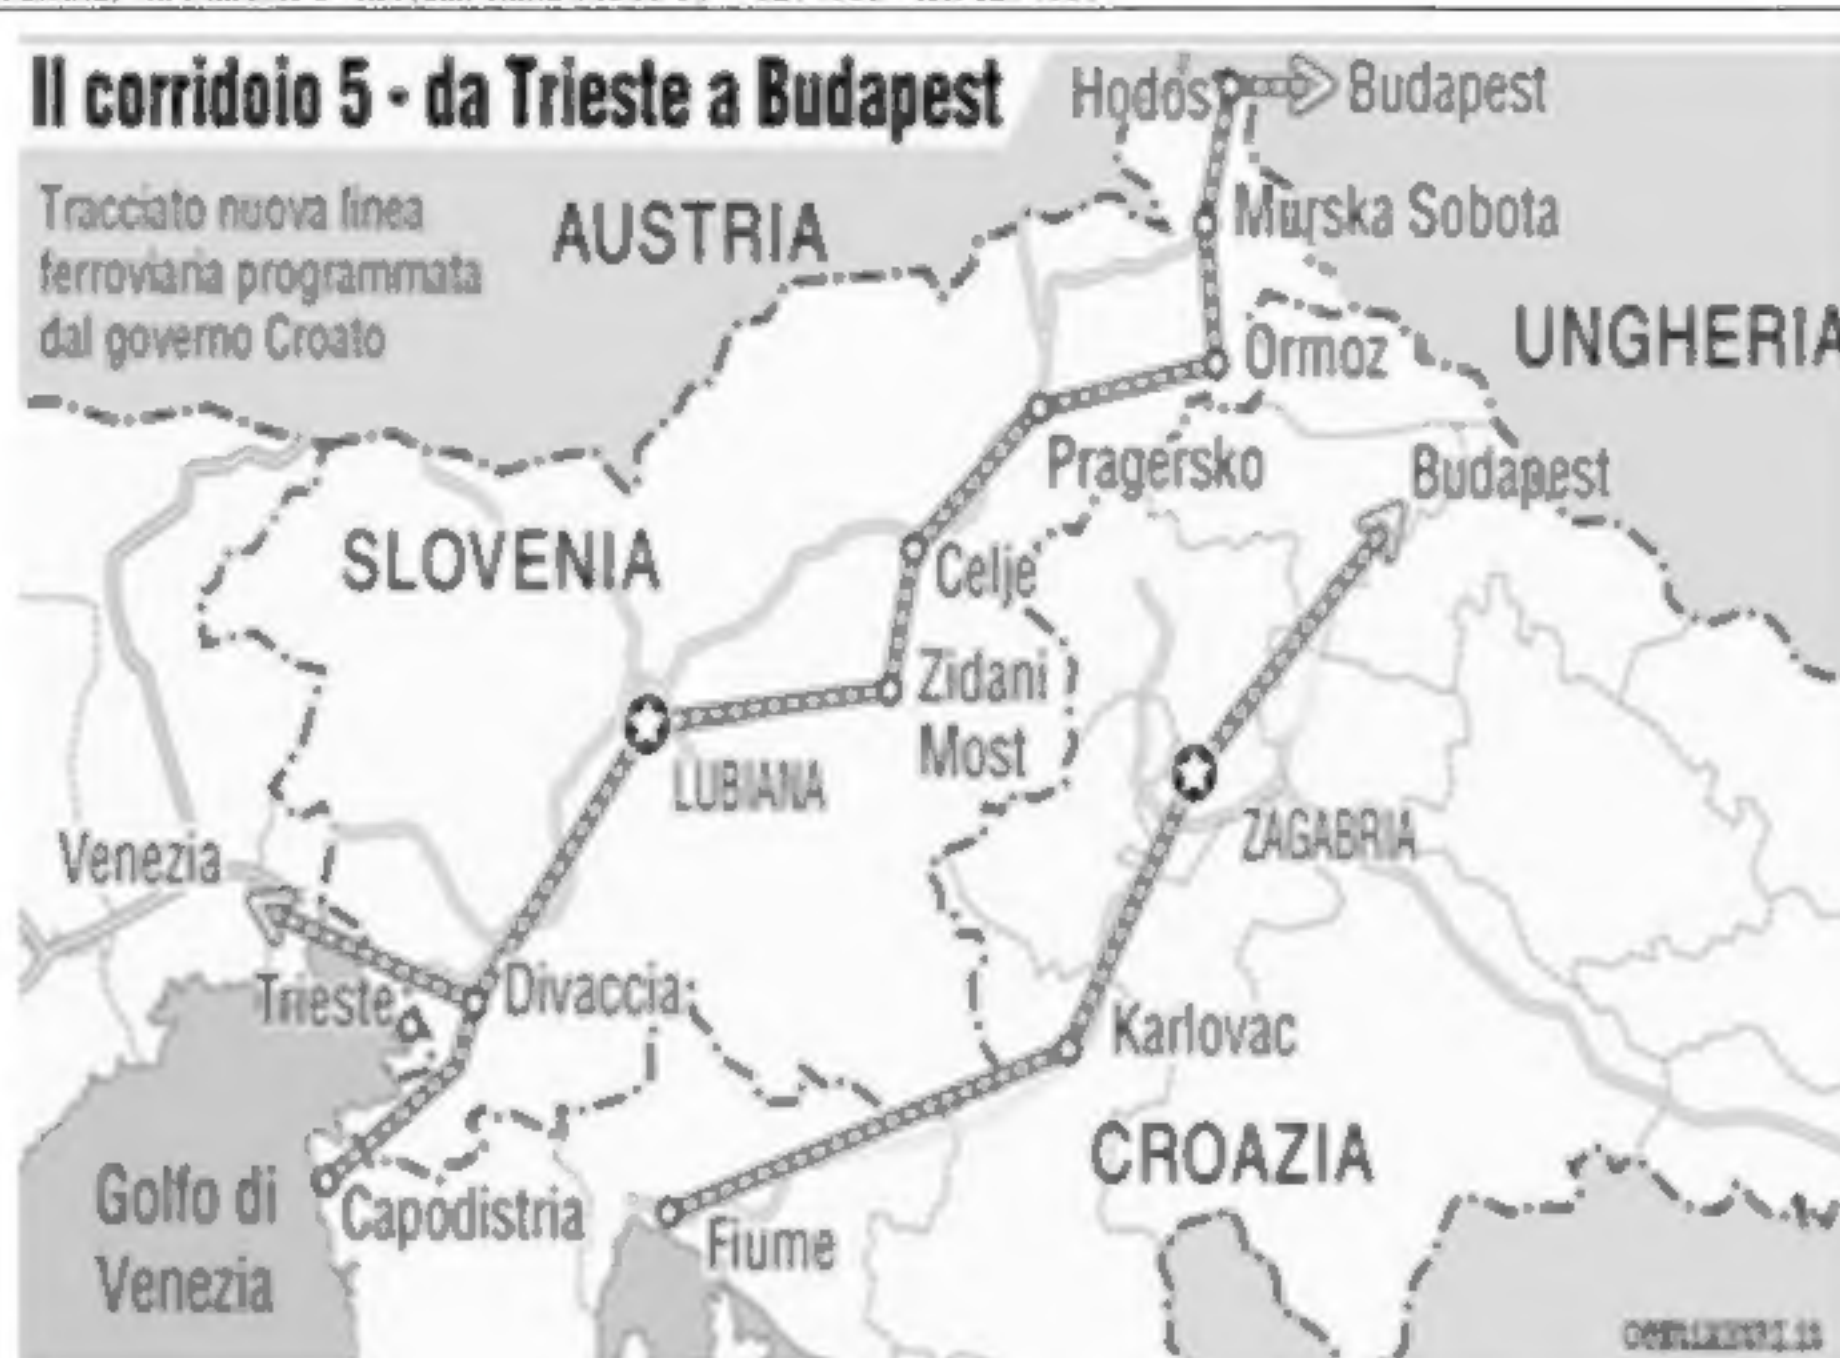 Il corridoio 5 - da Trieste a Budapest
Tracciato nuova linea
ferroviaria programmata
dal governo Croato
Hodos
Budapest
AUSTRIA
Murska Sobota
UNGHERIA
Ormoz
Pragersko
Budapest
SLOVENIA
Celje
Zidani
Most
LUBIANA
ZAGABRIA
Venezia
Trieste
Divaccia
Karlovac
CROAZIA
Golfo di
Venezia
Capodistria
Fiume